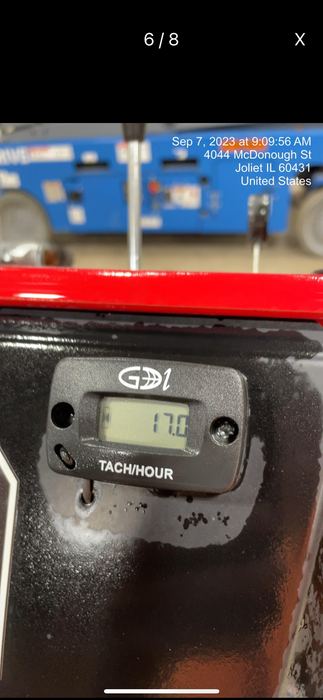 6 / 8 X
Sep 7, 2023 at 9:09:56 AM
4044 McDonough St
Joliet IL 60431
United States
GDI
17.0
TACH/HOUR